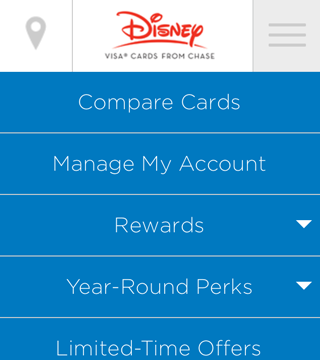 Disney
VISA® CARDS FROM CHASE
Compare Cards
Manage My Account
Rewards
Year-Round Perks
Limited-Time Offers